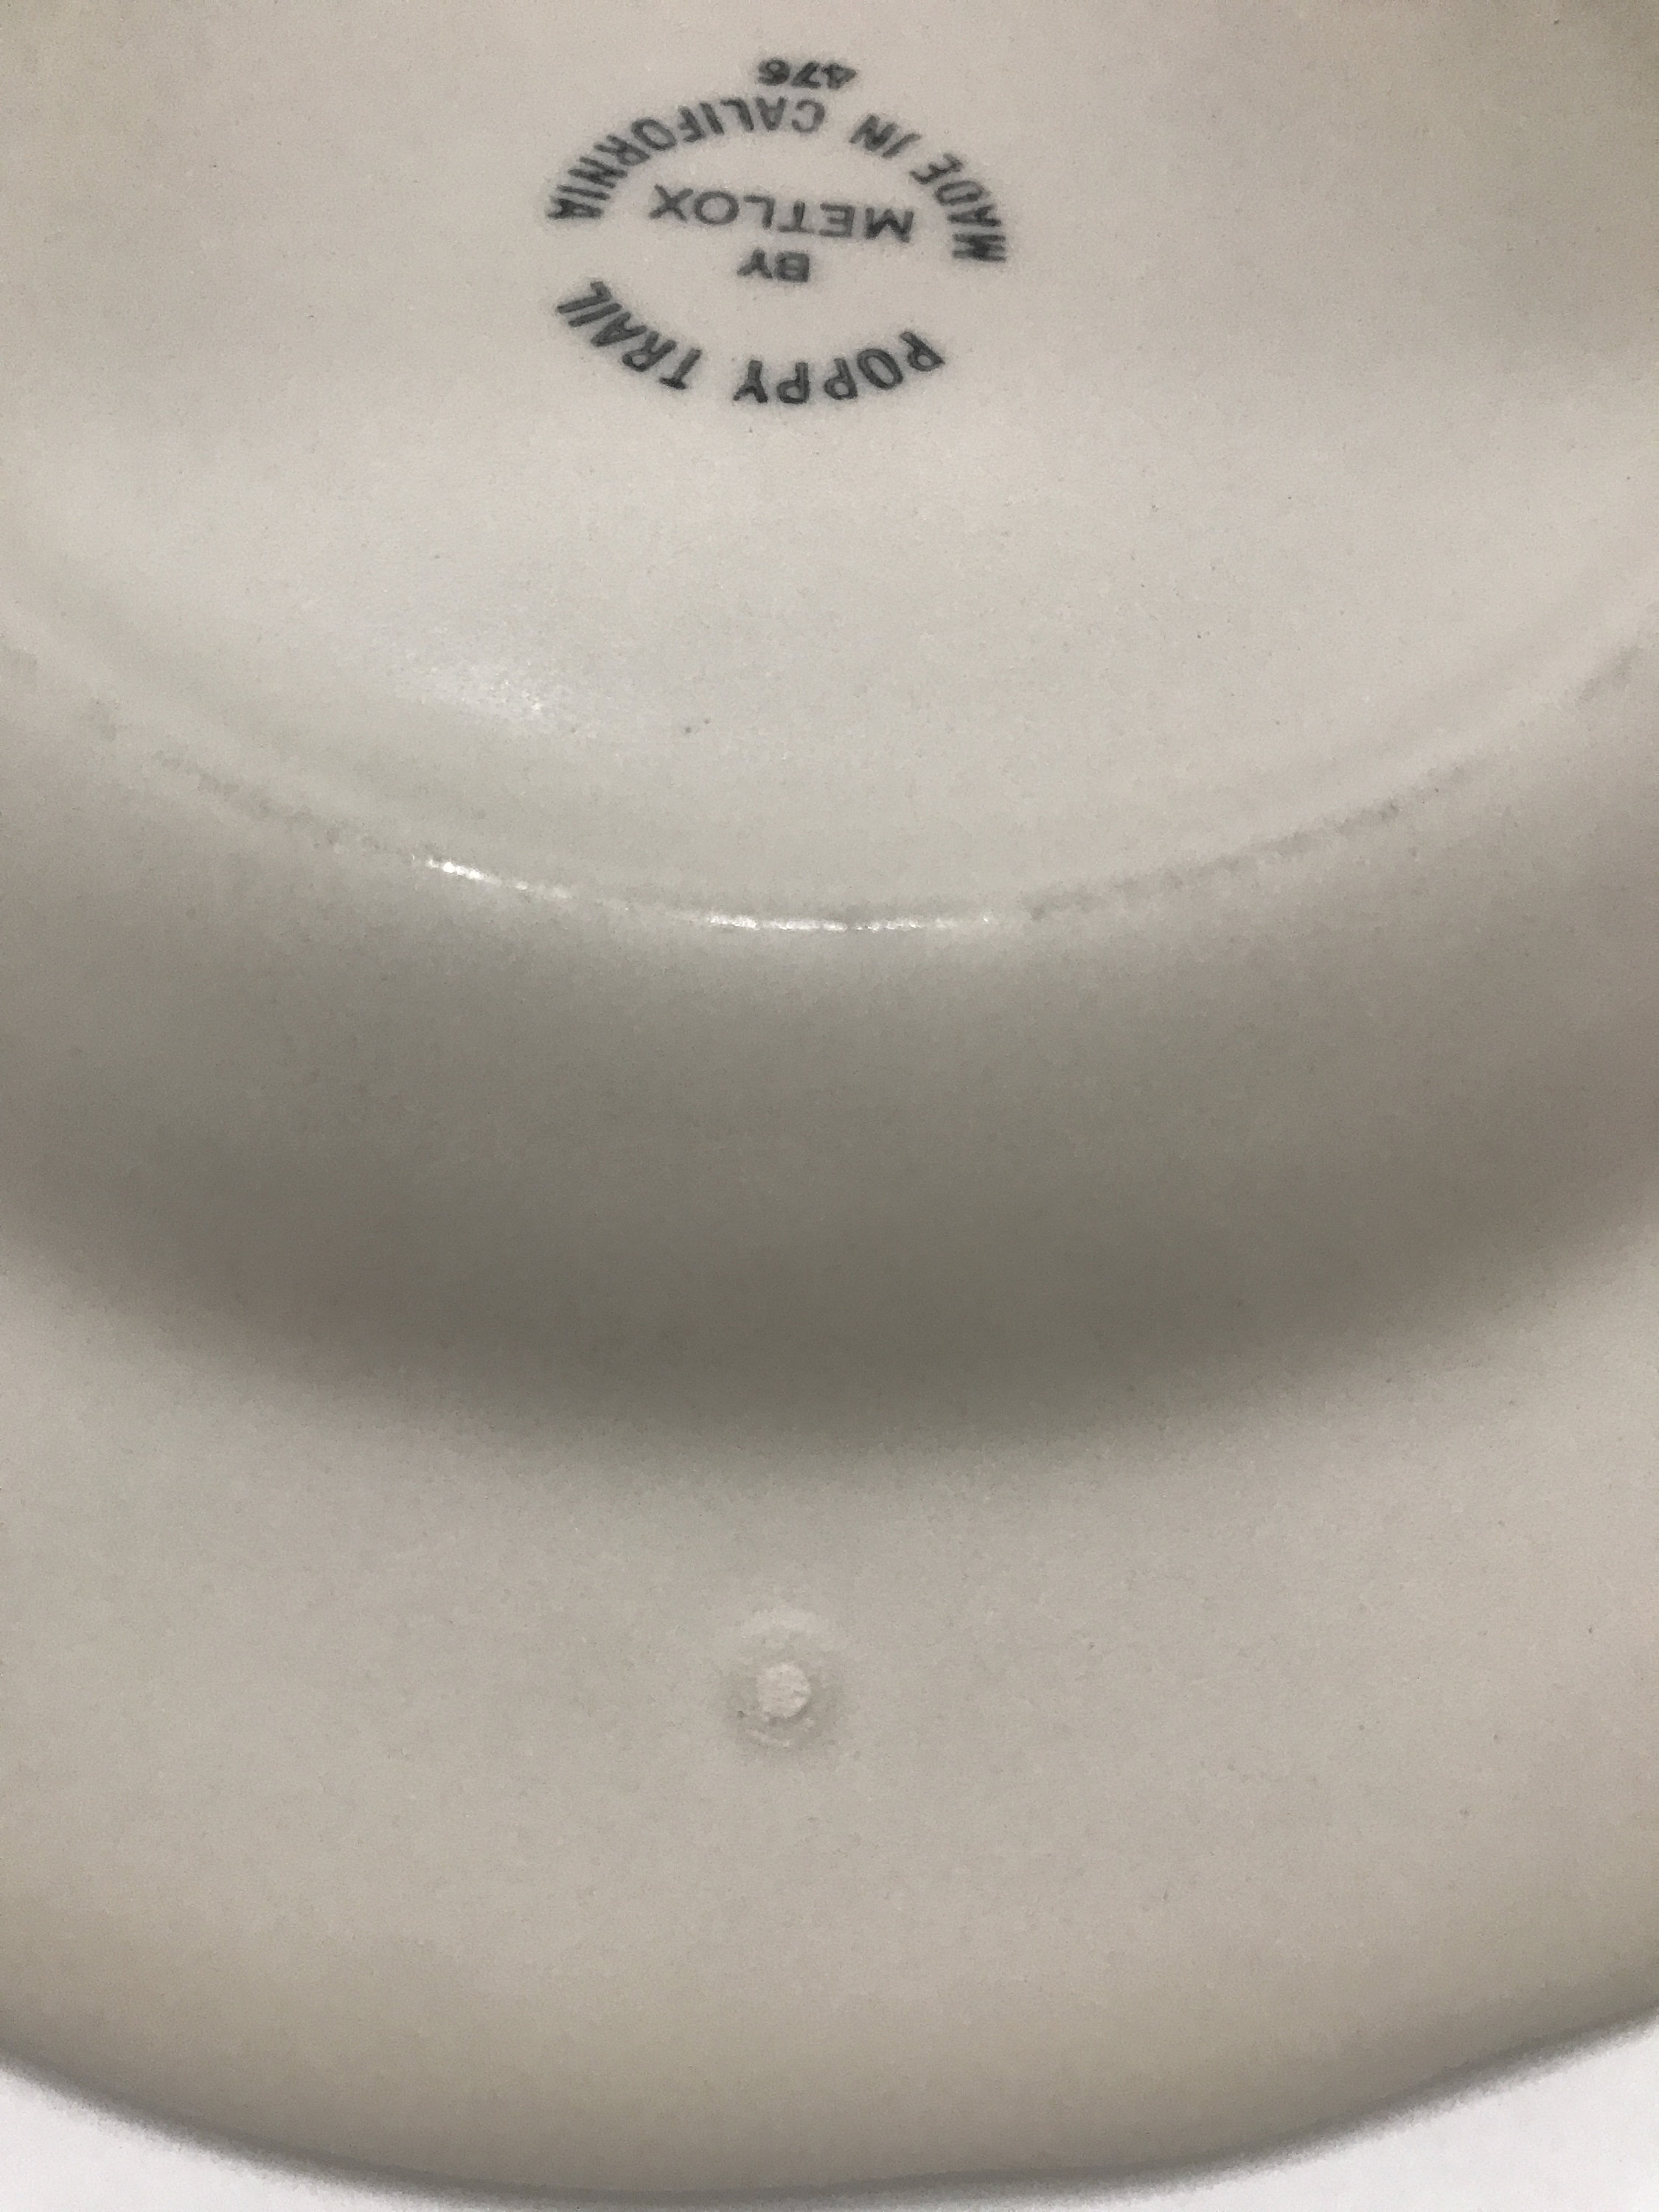 POPPY TRAIL
BY
METLOX
MADE IN CALIFORNIA
476